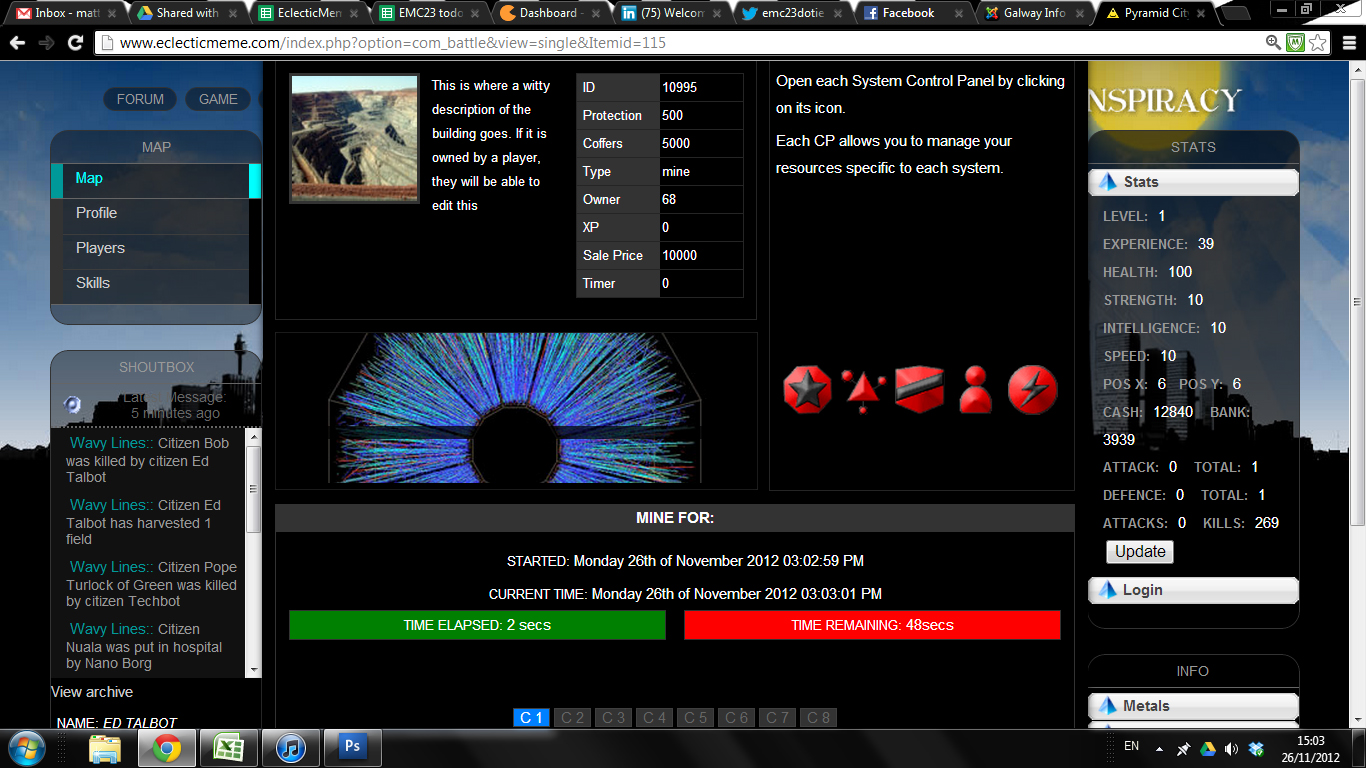 Inbox - matt
Shared with
EclecticMem
EMC23 todo
Dashboard -
(75) Welcom
emc23dotie
Facebook
Galway Info
Pyramid City
www.eclecticmeme.com/index.php?option=com_battle&view=single&Itemid=115
FORUM
GAME
MAP
Map
Profile
Players
Skills
SHOUTBOX
Latest Message:
5 minutes ago
Wavy Lines:: Citizen Bob
was killed by citizen Ed
Talbot
Wavy Lines:: Citizen Ed
Talbot has harvested 1
field
Wavy Lines:: Citizen Pope
Turlock of Green was killed
by citizen Techbot
Wavy Lines:: Citizen
Nuala was put in hospital
by Nano Borg
View archive
NAME: ED TALBOT
This is where a witty
description of the
building goes. If it is
owned by a player,
they will be able to
edit this
ID 10995
Protection 500
Coffers 5000
Type mine
Owner 68
XP 0
Sale Price 10000
Timer 0
Open each System Control Panel by clicking
on its icon.
Each CP allows you to manage your
resources specific to each system.
MINE FOR:
STARTED: Monday 26th of November 2012 03:02:59 PM
CURRENT TIME: Monday 26th of November 2012 03:03:01 PM
TIME ELAPSED: 2 secs
TIME REMAINING: 48secs
C 1 C 2 C 3 C 4 C 5 C 6 C 7 C 8
NSPIRACY
STATS
Stats
LEVEL: 1
EXPERIENCE: 39
HEALTH: 100
STRENGTH: 10
INTELLIGENCE: 10
SPEED: 10
POS X: 6 POS Y: 6
CASH: 12840 BANK:
3939
ATTACK: 0 TOTAL: 1
DEFENCE: 0 TOTAL: 1
ATTACKS: 0 KILLS: 269
Update
Login
INFO
Metals
Ps
EN
15:03
26/11/2012